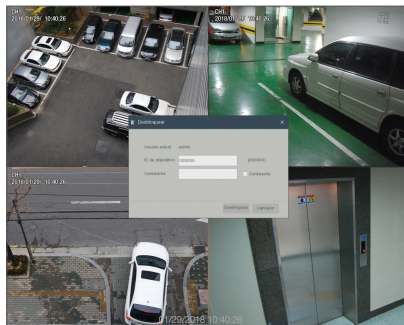 CH1
2018/01/29/ 10:40:26
CH1
2018/01/29/ 10:40:26
Desbloquear
Usuario actual admin
ID de dispositivo 000000 (000000)
Contraseña Contraseña
Desbloquear Cancelar
CH1
2018/01/29/ 10:40:26
01/29/2018 10:40:26